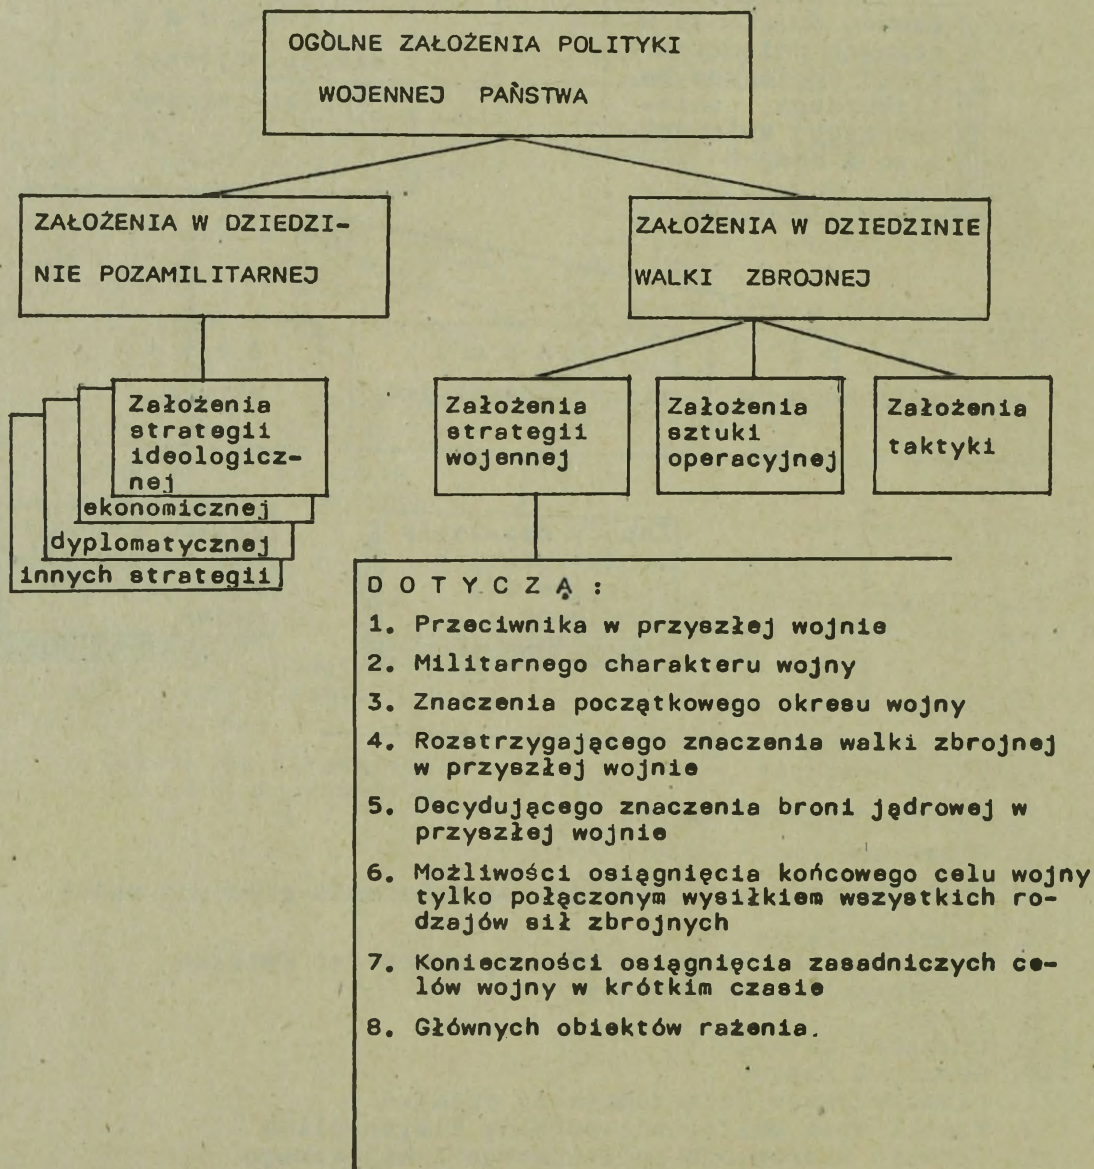 OGÒLNE ZAŁOŻENIA POLITYKI
WOJENNEJ PAŃSTWA
ZAŁOŻENIA W DZIEDZI-
NIE POZAMILITARNEJ
ZAŁOŻENIA W DZIEDZINIE
WALKI ZBROJNEJ
Założenia
strategii
ideologicz-
nej
ekonomicznej
dyplomatycznej
innych strategii
Założenia
strategii
wojennej
Założenia
sztuki
operacyjnej
Założenia
taktyki
D O T Y C Z Ą :
1. Przeciwnika w przyszłej wojnie
2. Militarnego charakteru wojny
3. Znaczenia początkowego okresu wojny
4. Rozstrzygającego znaczenia walki zbrojnej
w przyszłej wojnie
5. Decydującego znaczenia broni jądrowej w
przyszłej wojnie
6. Możliwości osiągnięcia końcowego celu wojny
tylko połączonym wysiłkiem wszystkich ro-
dzajów sił zbrojnych
7. Konieczności osiągnięcia zasadniczych ce-
lów wojny w krótkim czasie
8. Głównych obiektów rażenia.